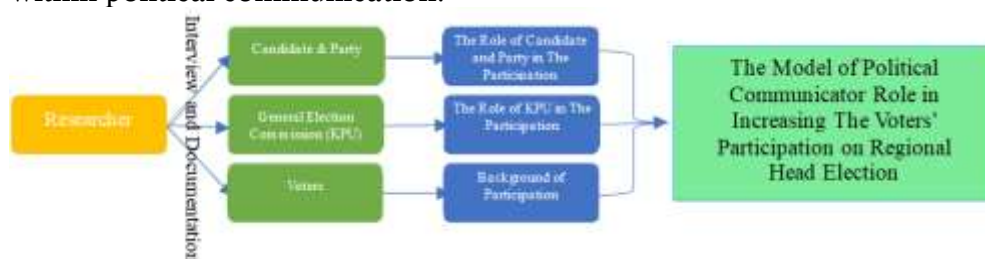 within political communication.
Researcher
Interview and Documentation
Candidate & Party
General Election
Commission (KPU)
Voters
The Role of Candidate
and Party in The
Participation
The Role of KPU in The
Participation
Background of
Participation
The Model of Political
Communicator Role in
Increasing The Voters'
Participation on Regional
Head Election